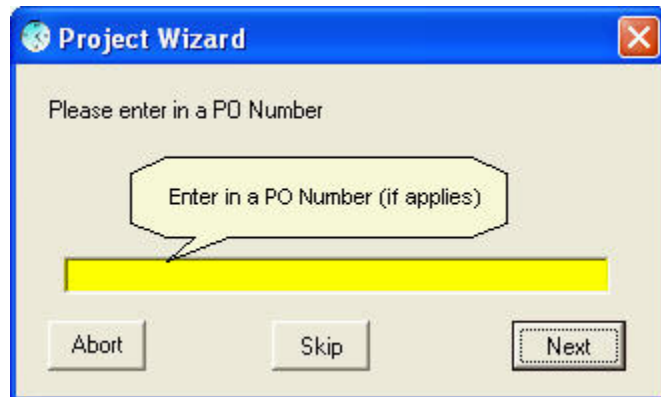 Project Wizard
Please enter in a PO Number
Enter in a PO Number (if applies)
Abort Skip Next